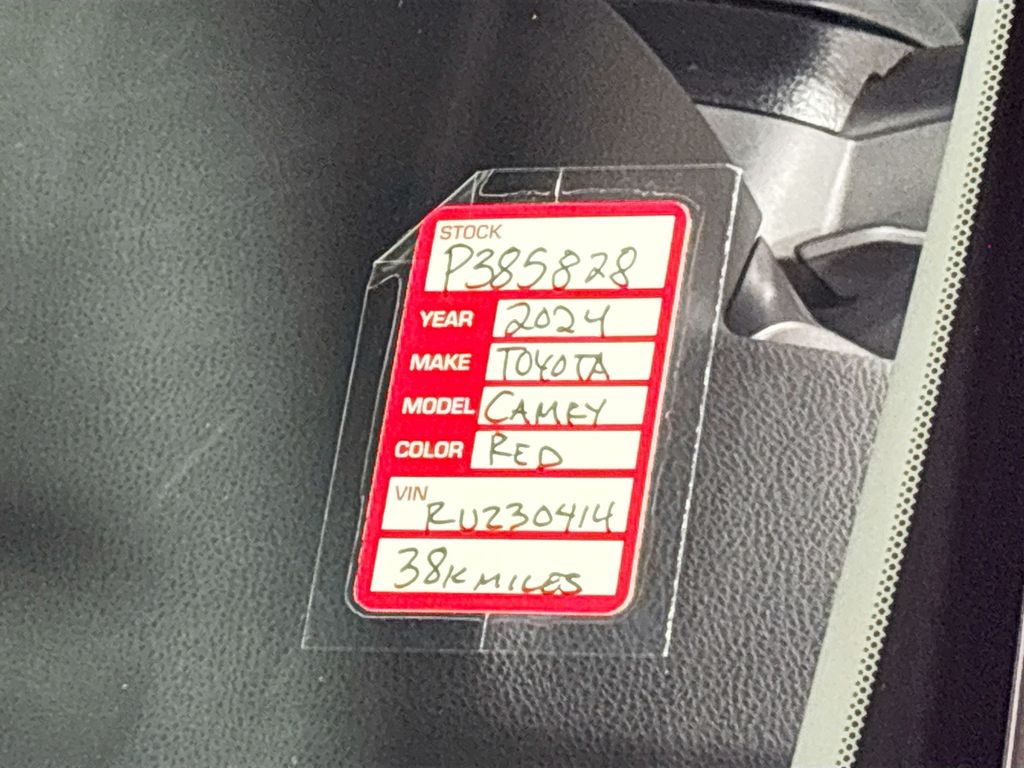 STOCK
P385828
YEAR 2024
MAKE TOYOTA
MODEL CAMRY
COLOR RED
VIN
RU230414
38K MILES